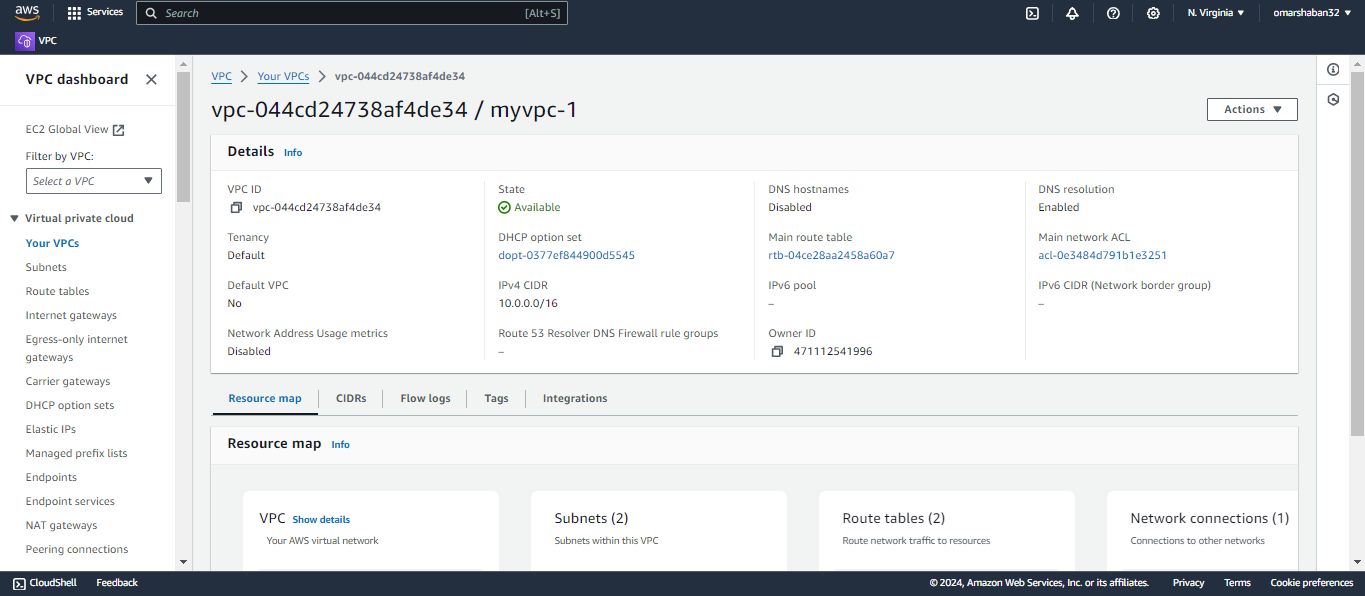 aws
Services
Search
[Alt+S]
N. Virginia
omarshaban32
VPC
VPC dashboard
EC2 Global View
Filter by VPC:
Select a VPC
Virtual private cloud
Your VPCs
Subnets
Route tables
Internet gateways
Egress-only internet
gateways
Carrier gateways
DHCP option sets
Elastic IPs
Managed prefix lists
Endpoints
Endpoint services
NAT gateways
Peering connections
VPC > Your VPCs > vpc-044cd24738af4de34
vpc-044cd24738af4de34 / myvpc-1
Actions
Details Info
VPC ID
vpc-044cd24738af4de34
State
Available
DNS hostnames
Disabled
DNS resolution
Enabled
Tenancy
Default
DHCP option set
dopt-0377ef844900d5545
Main route table
rtb-04ce28aa2458a60a7
Main network ACL
acl-0e3484d791b1e3251
Default VPC
No
IPv4 CIDR
10.0.0.0/16
IPv6 pool
–
IPv6 CIDR (Network border group)
–
Network Address Usage metrics
Disabled
Route 53 Resolver DNS Firewall rule groups
–
Owner ID
471112541996
Resource map
CIDRs
Flow logs
Tags
Integrations
Resource map Info
VPC Show details
Your AWS virtual network
Subnets (2)
Subnets within this VPC
Route tables (2)
Route network traffic to resources
Network connections (1)
Connections to other networks
CloudShell
Feedback
© 2024, Amazon Web Services, Inc. or its affiliates.
Privacy
Terms
Cookie preferences